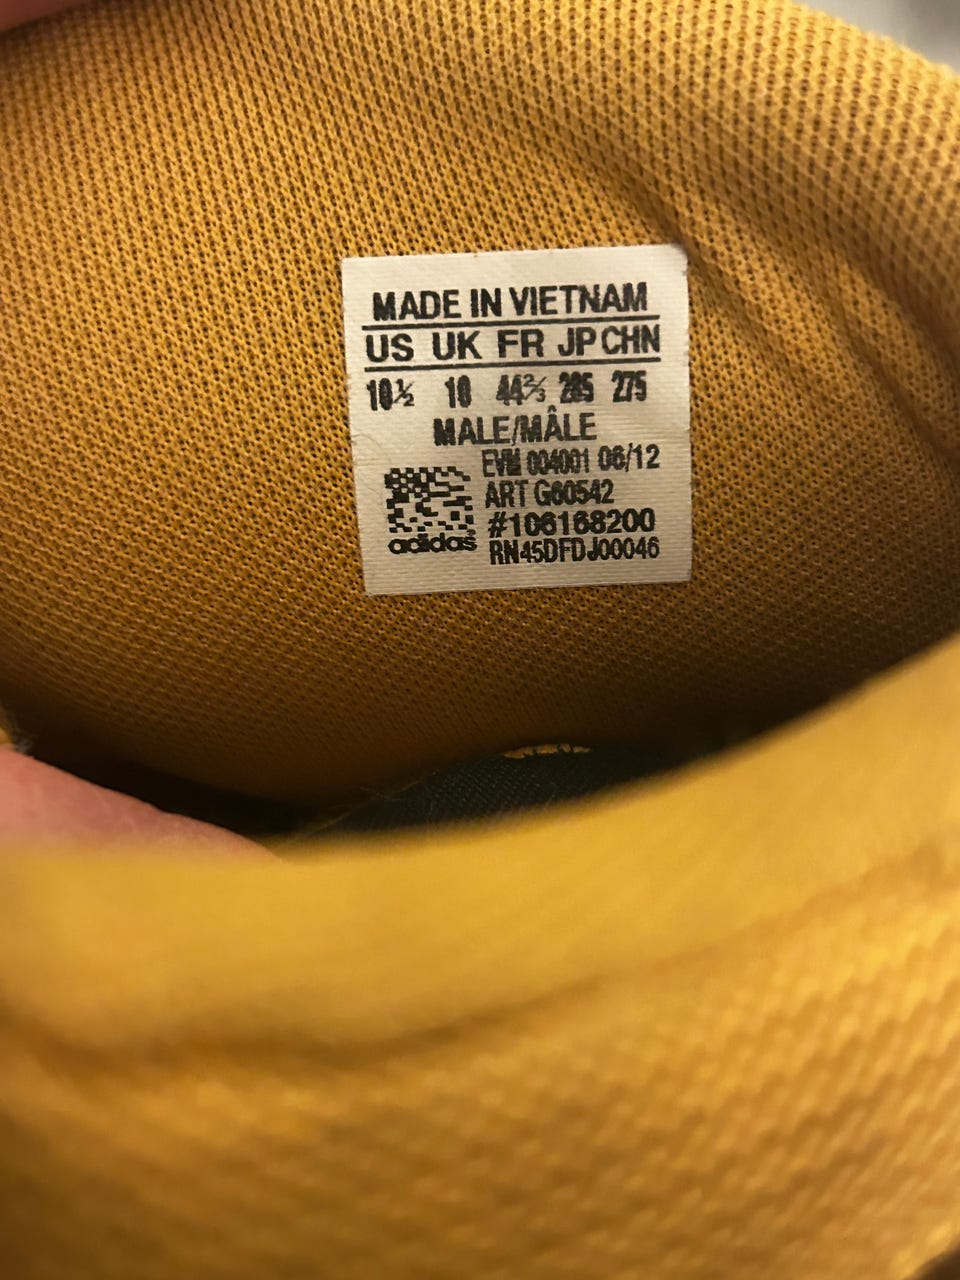 MADE IN VIETNAM
US UK FR JP CHN
10½ 10 44⅔ 285 275
MALE/MÂLE
EVM 004001 06/12
ART G60542
#106168200
adidas RN45DFDJ00046